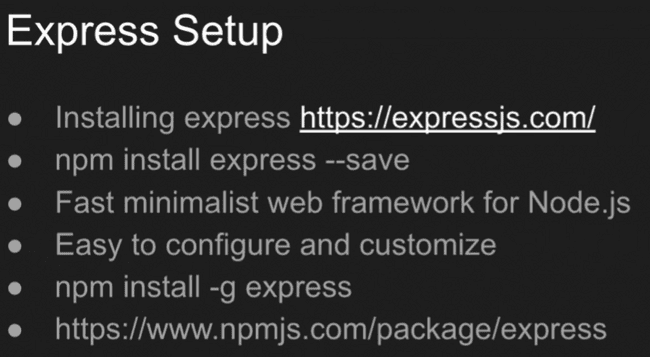 Express Setup
● Installing express https://expressjs.com/
● npm install express --save
● Fast minimalist web framework for Node.js
● Easy to configure and customize
● npm install -g express
● https://www.npmjs.com/package/express